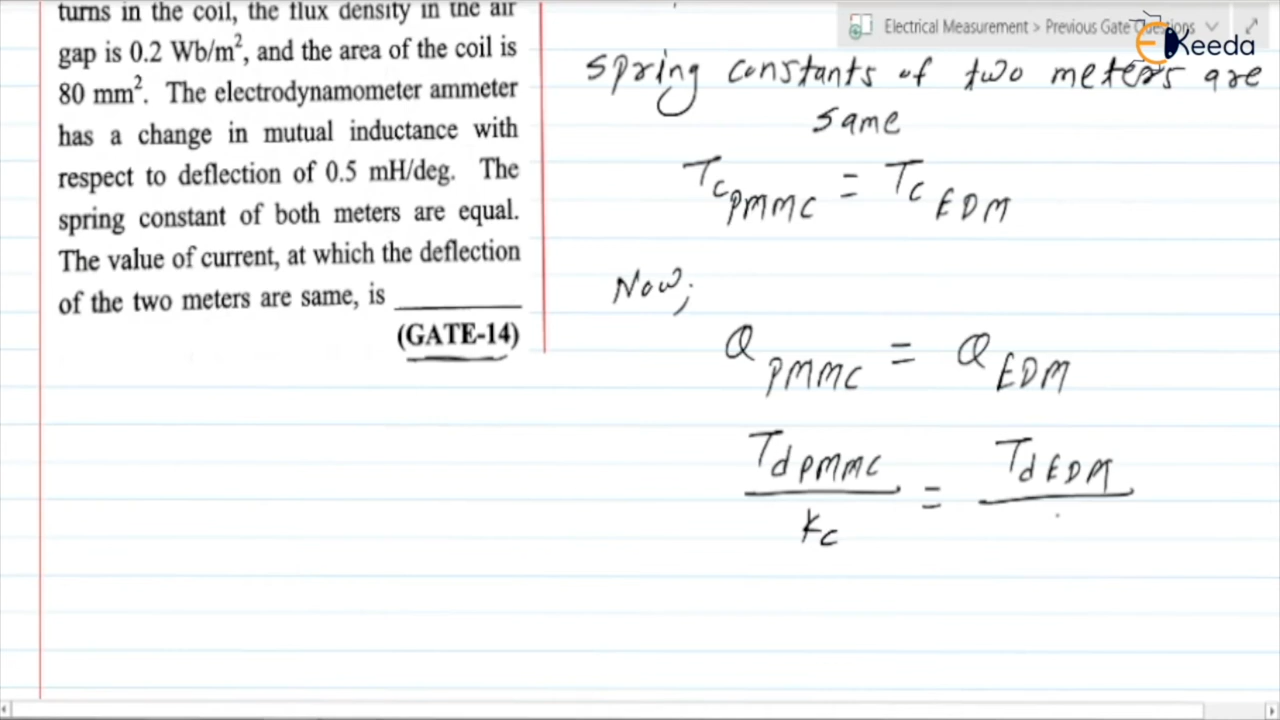 turns in the coil, the flux density in the air
gap is 0.2 Wb/m², and the area of the coil is
80 mm². The electrodynamometer ammeter
has a change in mutual inductance with
respect to deflection of 0.5 mH/deg. The
spring constant of both meters are equal.
The value of current, at which the deflection
of the two meters are same, is ________
(GATE-14)
Electrical Measurement > Previous Gate Questions
Ekeeda
spring constants of two meters are
same
Tc PMMC = Tc EDM
Now;
θ PMMC = θ EDM
Td PMMC / Kc = Td EDM